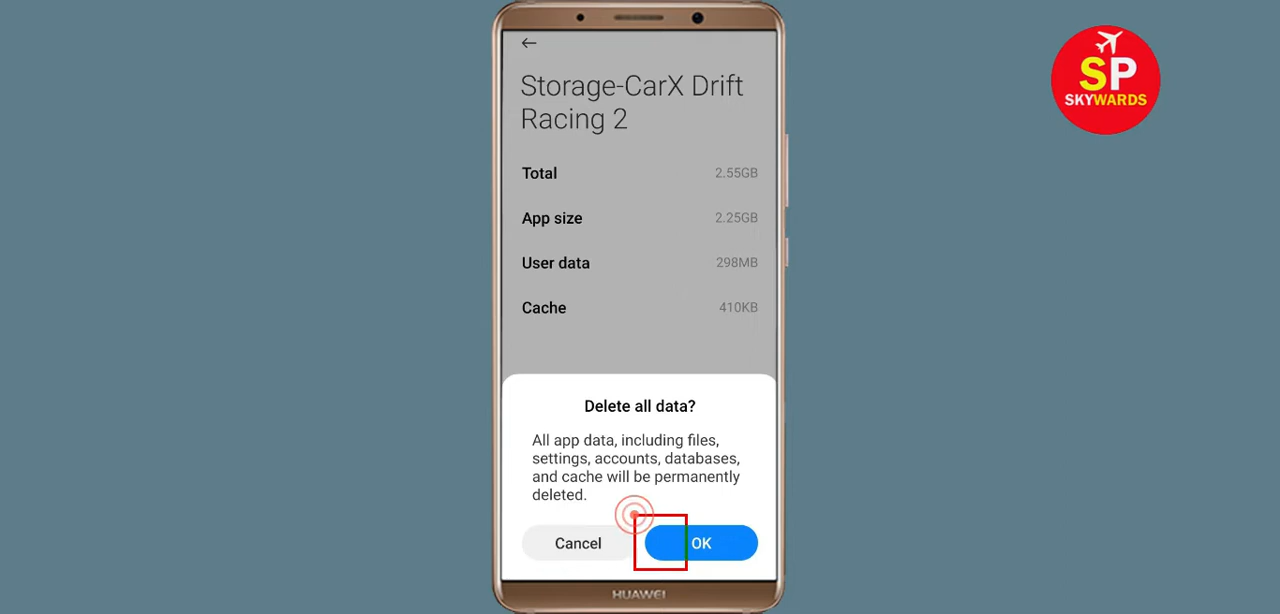 Storage-CarX Drift
Racing 2
Total 2.55GB
App size 2.25GB
User data 298MB
Cache 410KB
Delete all data?
All app data, including files,
settings, accounts, databases,
and cache will be permanently
deleted.
Cancel OK
HUAWEI
SP
SKYWARDS